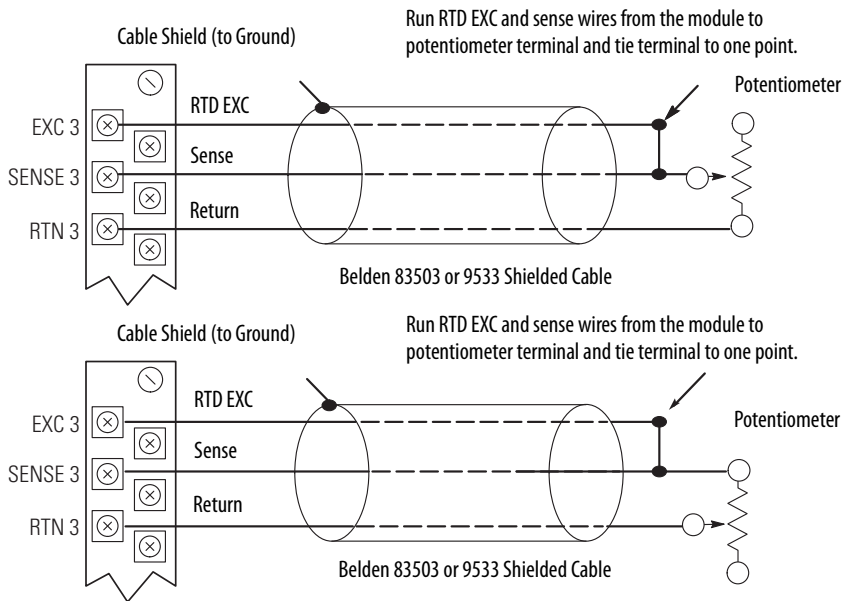 Run RTD EXC and sense wires from the module to
potentiometer terminal and tie terminal to one point.
Cable Shield (to Ground)
Potentiometer
RTD EXC
EXC 3
Sense
SENSE 3
Return
RTN 3
Belden 83503 or 9533 Shielded Cable
Run RTD EXC and sense wires from the module to
potentiometer terminal and tie terminal to one point.
Cable Shield (to Ground)
RTD EXC
Potentiometer
EXC 3
Sense
SENSE 3
Return
RTN 3
Belden 83503 or 9533 Shielded Cable